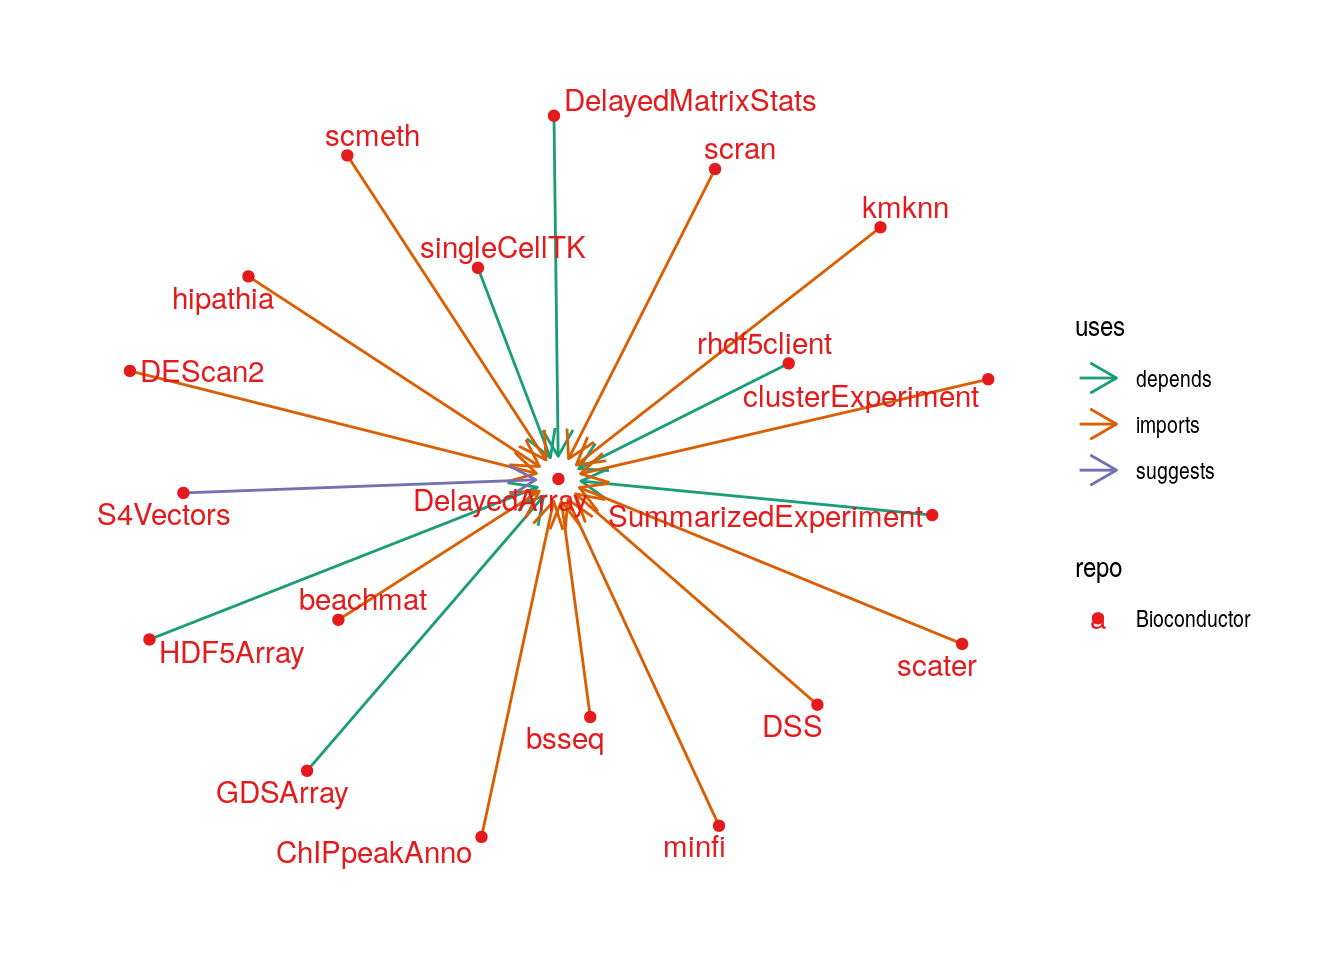 DelayedMatrixStats
scmeth
scran
kmknn
singleCellTK
hipathia
rhdf5client
DEScan2
clusterExperiment
DelayedArray
S4Vectors
SummarizedExperiment
beachmat
HDF5Array
scater
DSS
bsseq
GDSArray
minfi
ChIPpeakAnno
uses
depends
imports
suggests
repo
a
Bioconductor